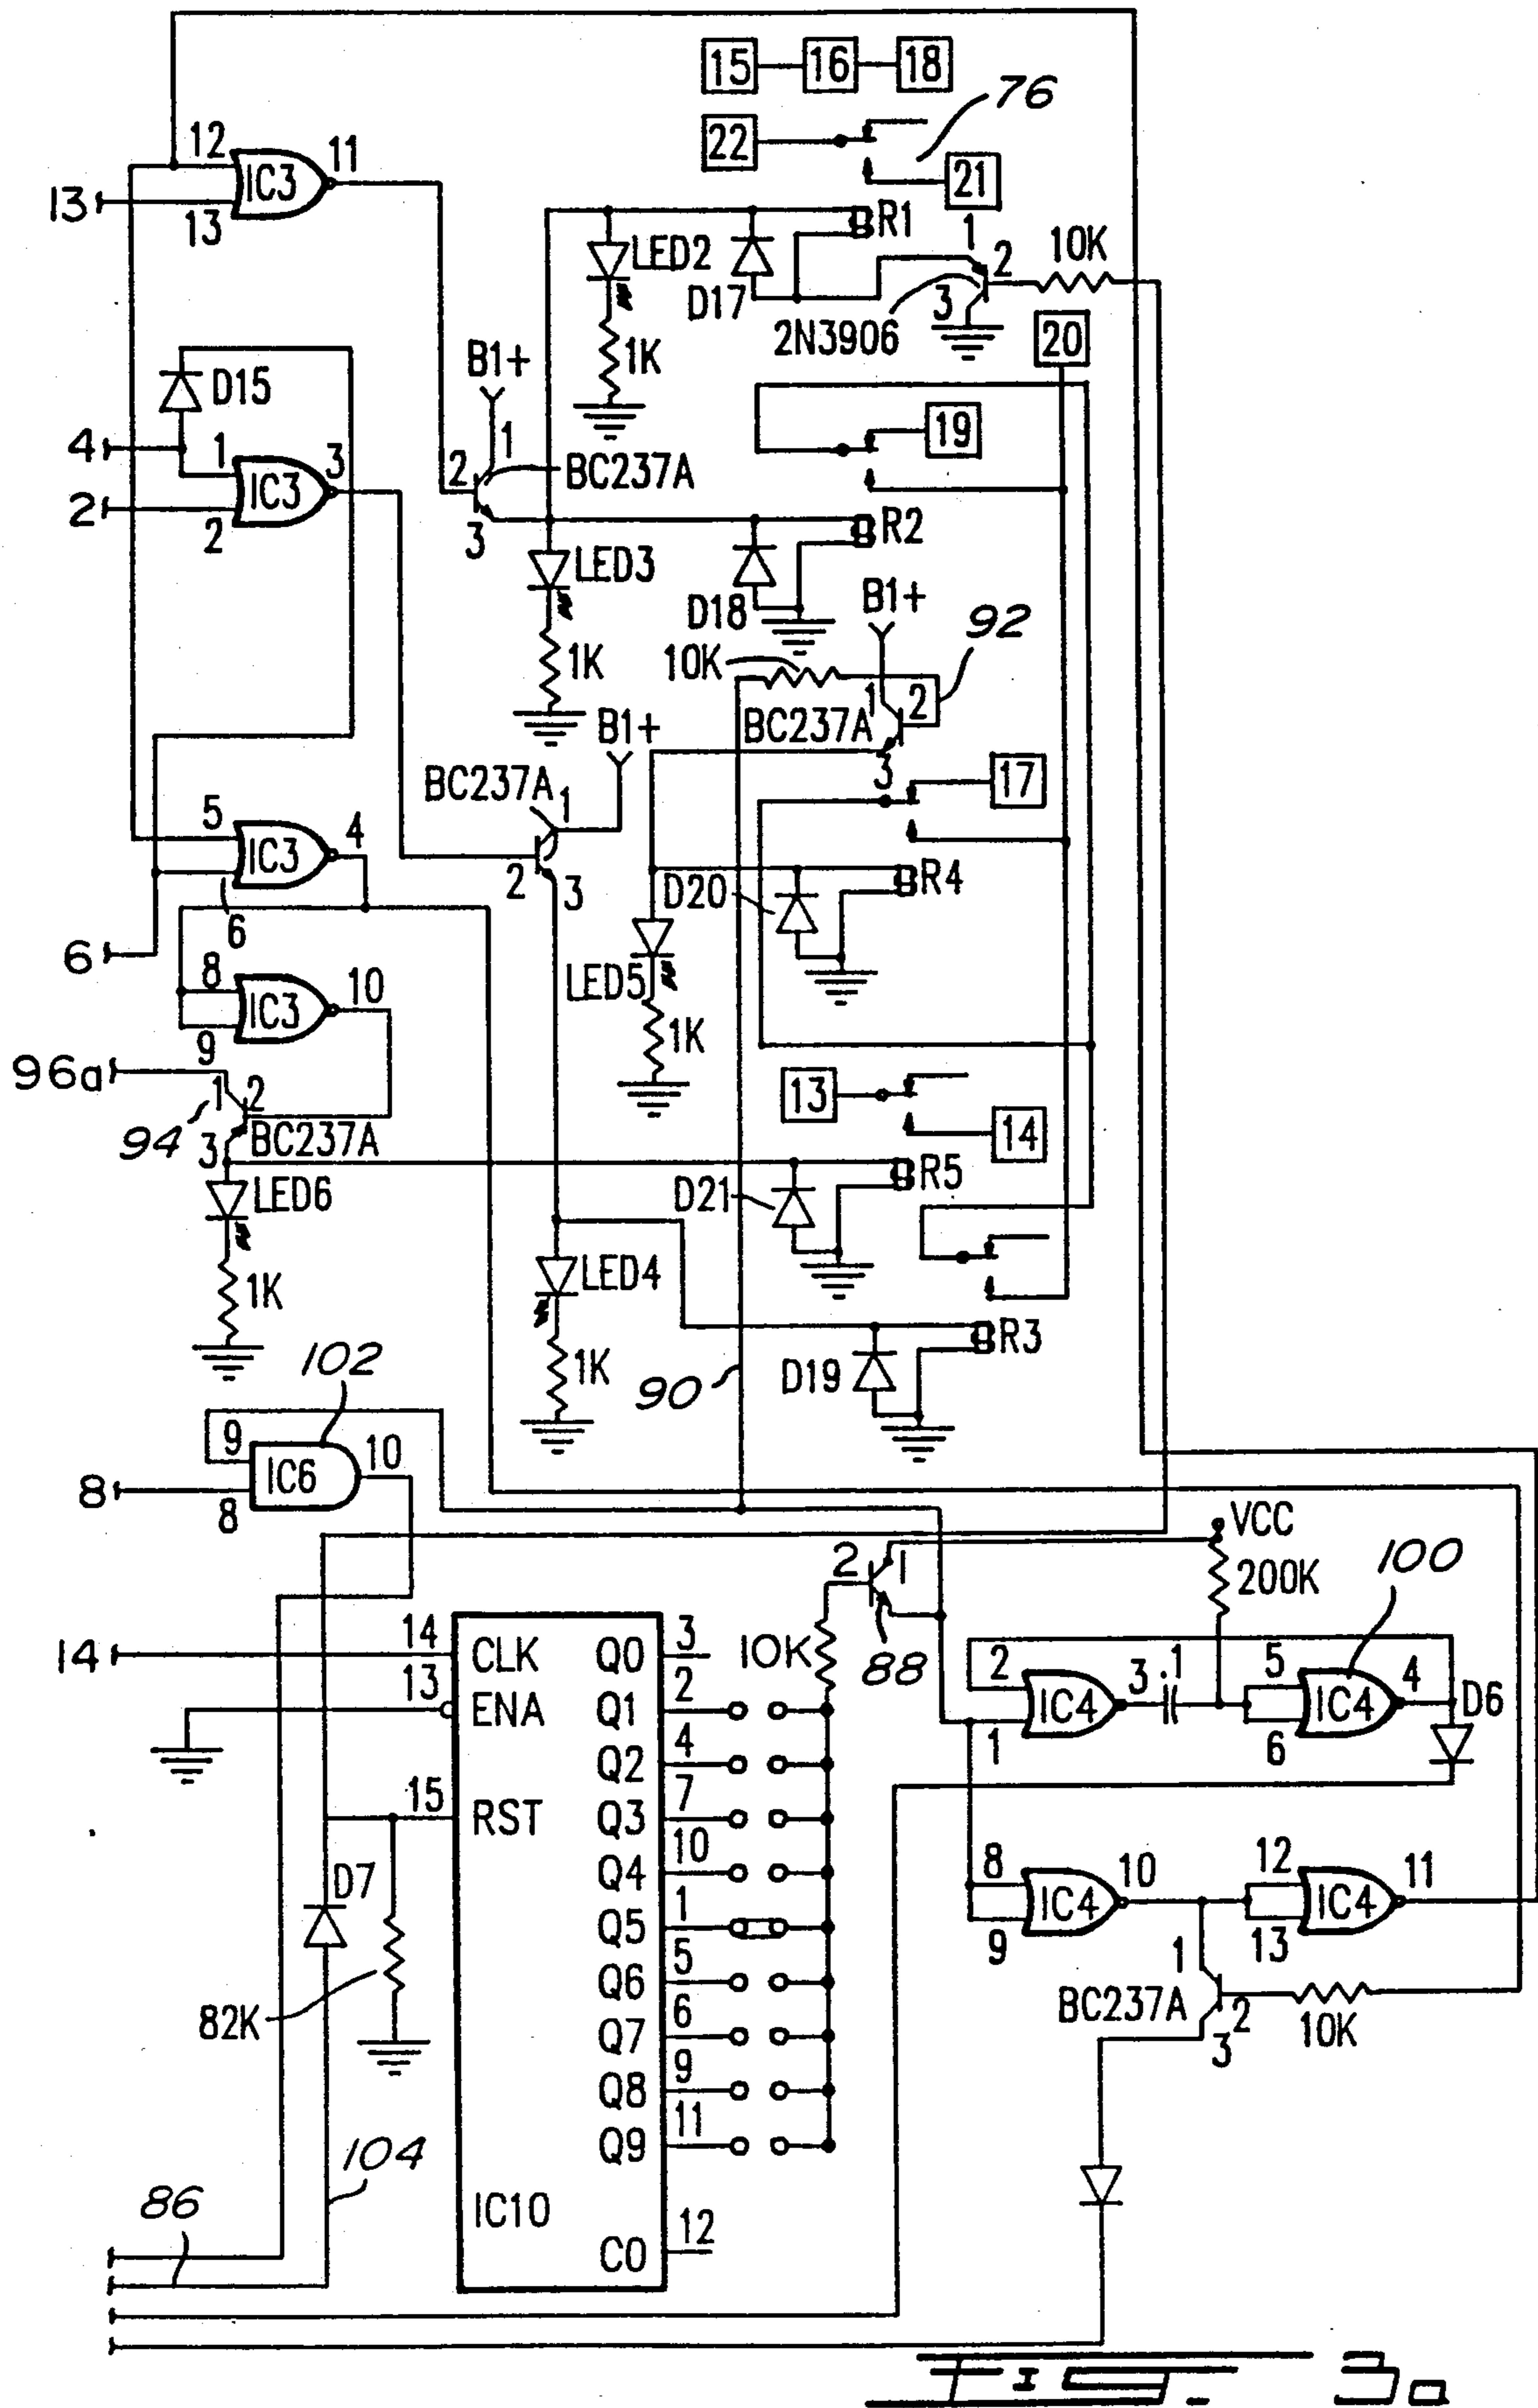 15 16 18
76
22
12 IC3 11
21
13 13
R1
1
LED2
2 10K
D17
3
2N3906
1K
20
B1+
D15
19
4 1 3
1
2 BC237A
IC3
2 2
3
R2
LED3
D18
B1+
92
1K
10K
1 2
B1+
BC237A
3
BC237A
1
17
5 4
IC3
2 3
D20 R4
6
6
8 10
LED5
IC3
9
1K
96a
1 2
13
94
3 BC237A
14
LED6
D21 R5
1K
LED4
102
1K
90
D19
R3
9 10
IC6
8 8
VCC
2 1
200K
100
14 14 CLK Q0 3
10K
88
13 ENA Q1 2
2 3 .1 5 4
IC4 IC4
D6
1 6
Q2 4
15 RST Q3 7
Q4 10
8 10 12 11
D7
IC4 IC4
Q5 1
9 13
1
Q6 5
BC237A
82K
Q7 6
2 10K
3
Q8 9
Q9 11
104
86
IC10
CO 12
FIG. 3a